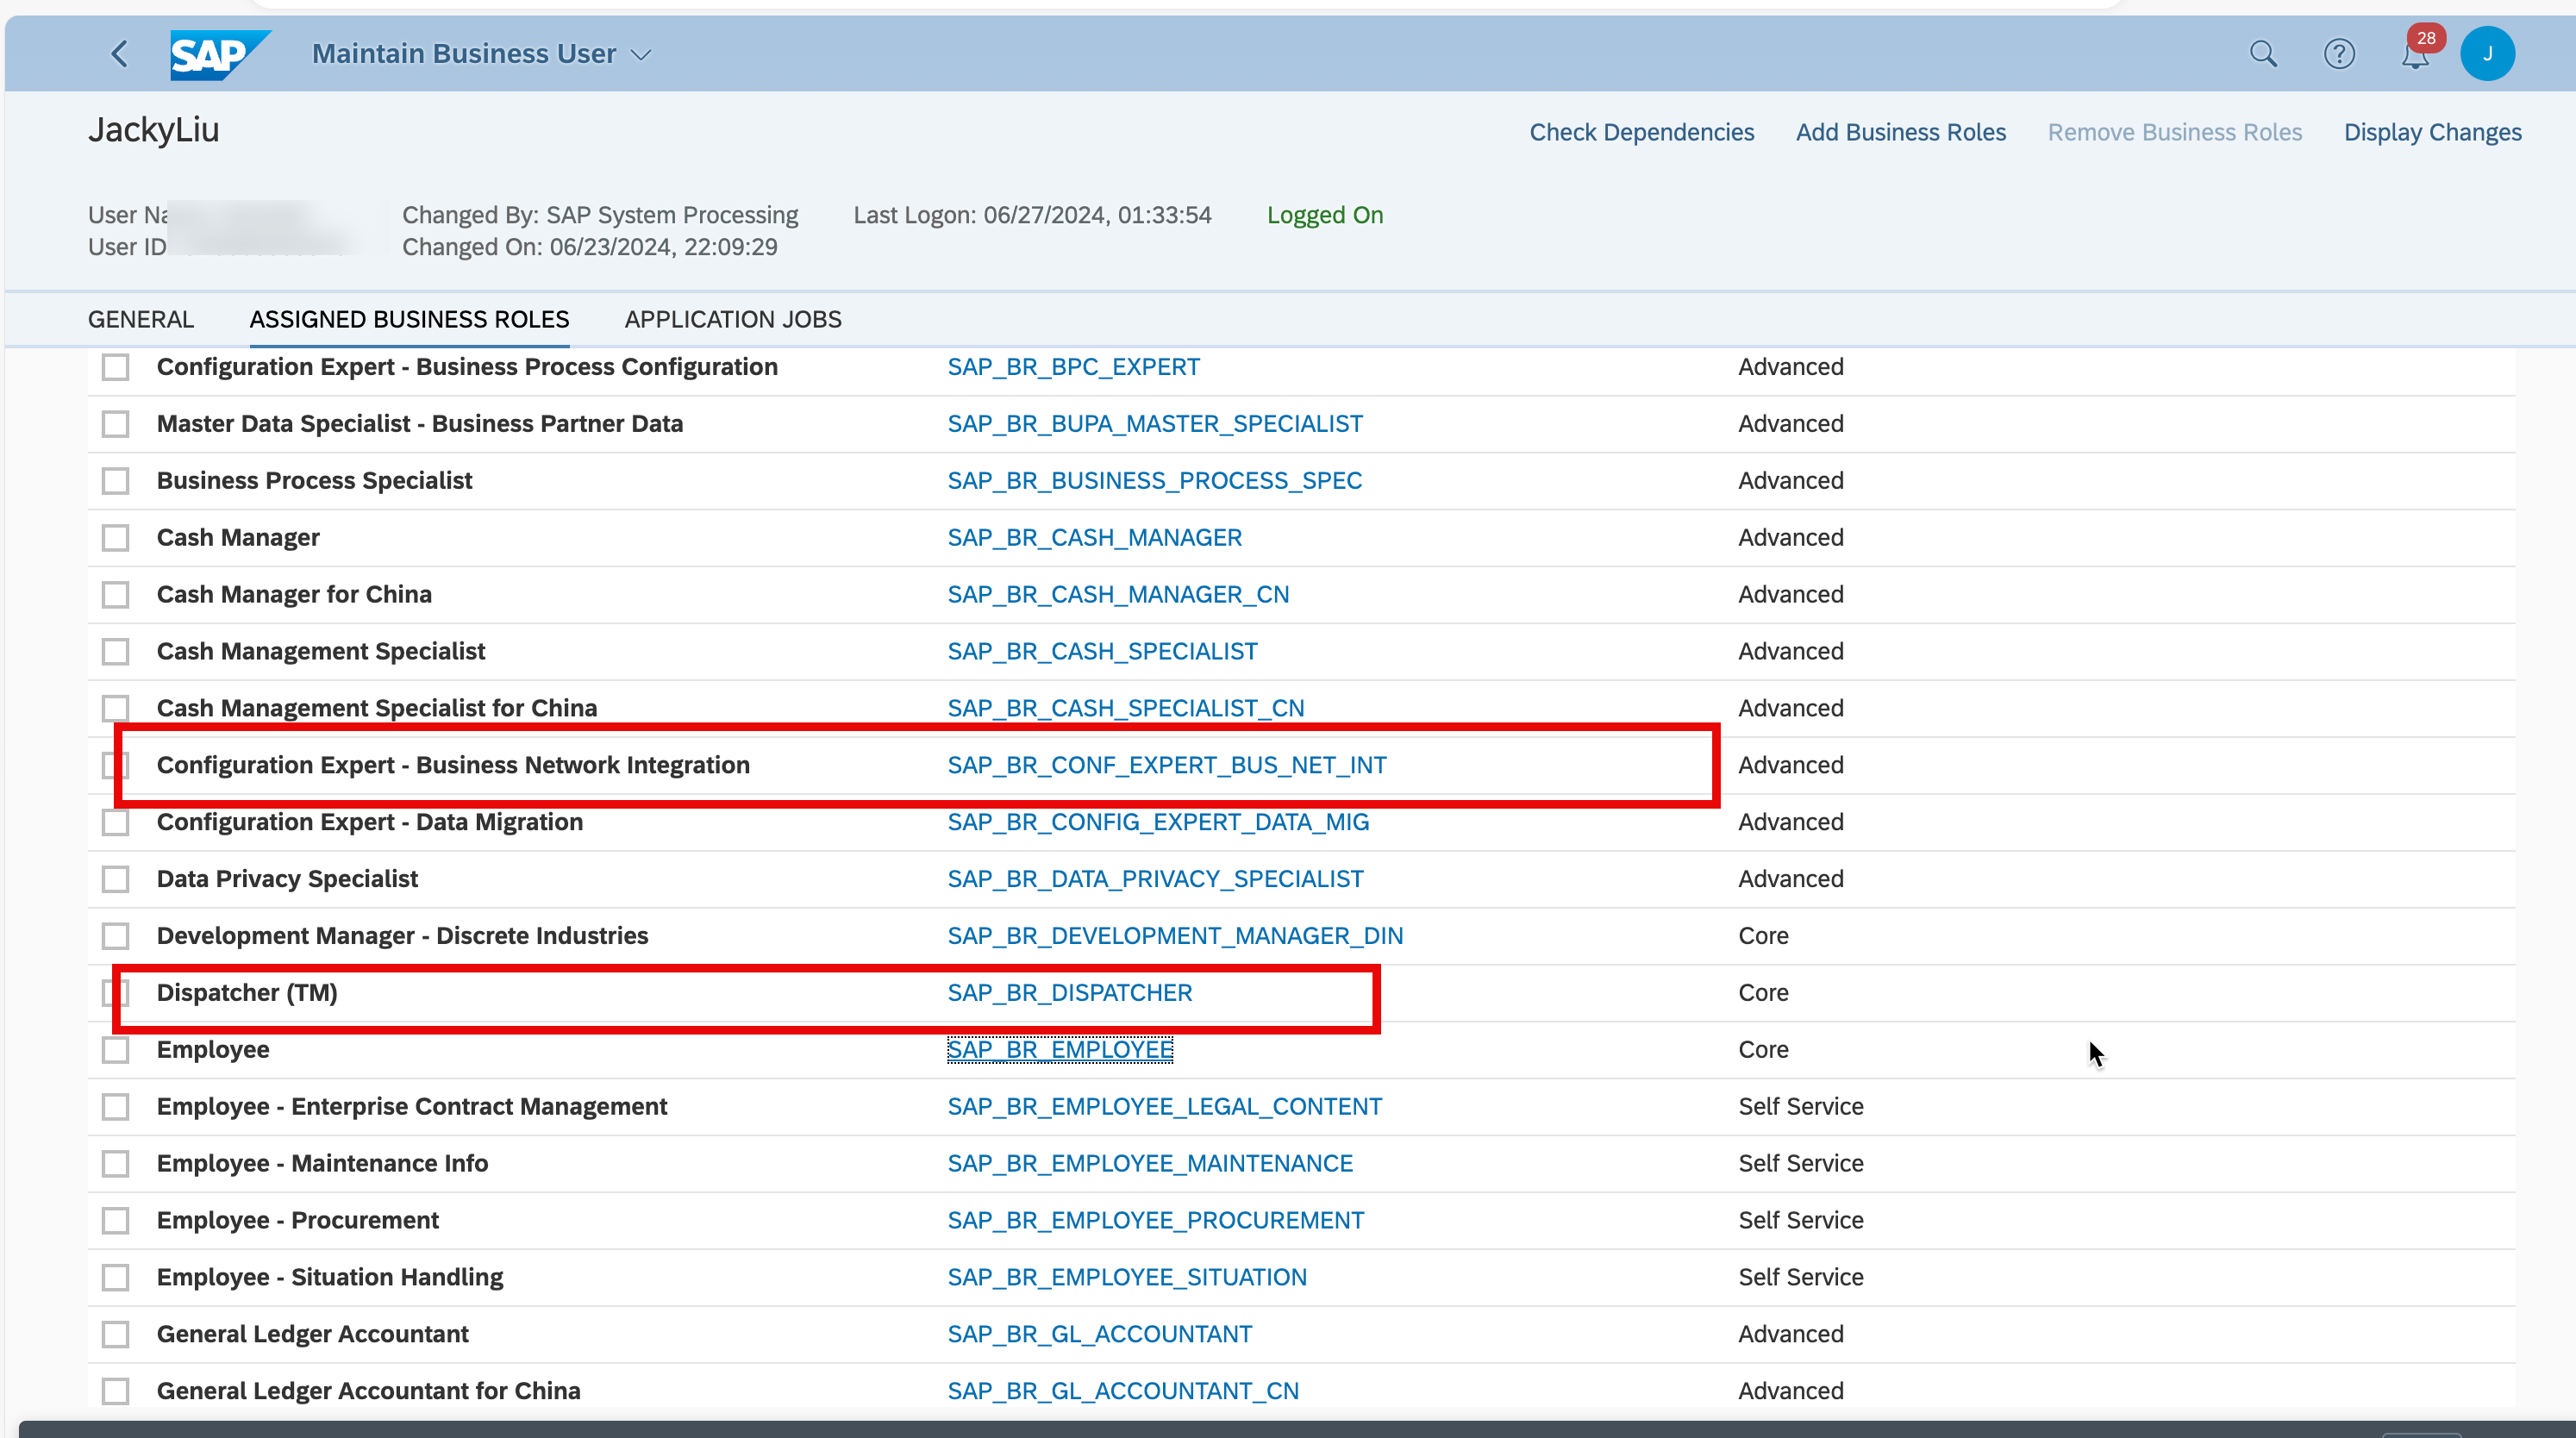 SAP Maintain Business User 28 J
JackyLiu Check Dependencies Add Business Roles Remove Business Roles Display Changes
User Changed By: SAP System Processing Last Logon: 06/27/2024, 01:33:54 Logged On
User ID Changed On: 06/23/2024, 22:09:29
GENERAL ASSIGNED BUSINESS ROLES APPLICATION JOBS
Configuration Expert - Business Process Configuration SAP_BR_BPC_EXPERT Advanced
Master Data Specialist - Business Partner Data SAP_BR_BUPA_MASTER_SPECIALIST Advanced
Business Process Specialist SAP_BR_BUSINESS_PROCESS_SPEC Advanced
Cash Manager SAP_BR_CASH_MANAGER Advanced
Cash Manager for China SAP_BR_CASH_MANAGER_CN Advanced
Cash Management Specialist SAP_BR_CASH_SPECIALIST Advanced
Cash Management Specialist for China SAP_BR_CASH_SPECIALIST_CN Advanced
Configuration Expert - Business Network Integration SAP_BR_CONF_EXPERT_BUS_NET_INT Advanced
Configuration Expert - Data Migration SAP_BR_CONFIG_EXPERT_DATA_MIG Advanced
Data Privacy Specialist SAP_BR_DATA_PRIVACY_SPECIALIST Advanced
Development Manager - Discrete Industries SAP_BR_DEVELOPMENT_MANAGER_DIN Core
Dispatcher (TM) SAP_BR_DISPATCHER Core
Employee SAP_BR_EMPLOYEE Core
Employee - Enterprise Contract Management SAP_BR_EMPLOYEE_LEGAL_CONTENT Self Service
Employee - Maintenance Info SAP_BR_EMPLOYEE_MAINTENANCE Self Service
Employee - Procurement SAP_BR_EMPLOYEE_PROCUREMENT Self Service
Employee - Situation Handling SAP_BR_EMPLOYEE_SITUATION Self Service
General Ledger Accountant SAP_BR_GL_ACCOUNTANT Advanced
General Ledger Accountant for China SAP_BR_GL_ACCOUNTANT_CN Advanced